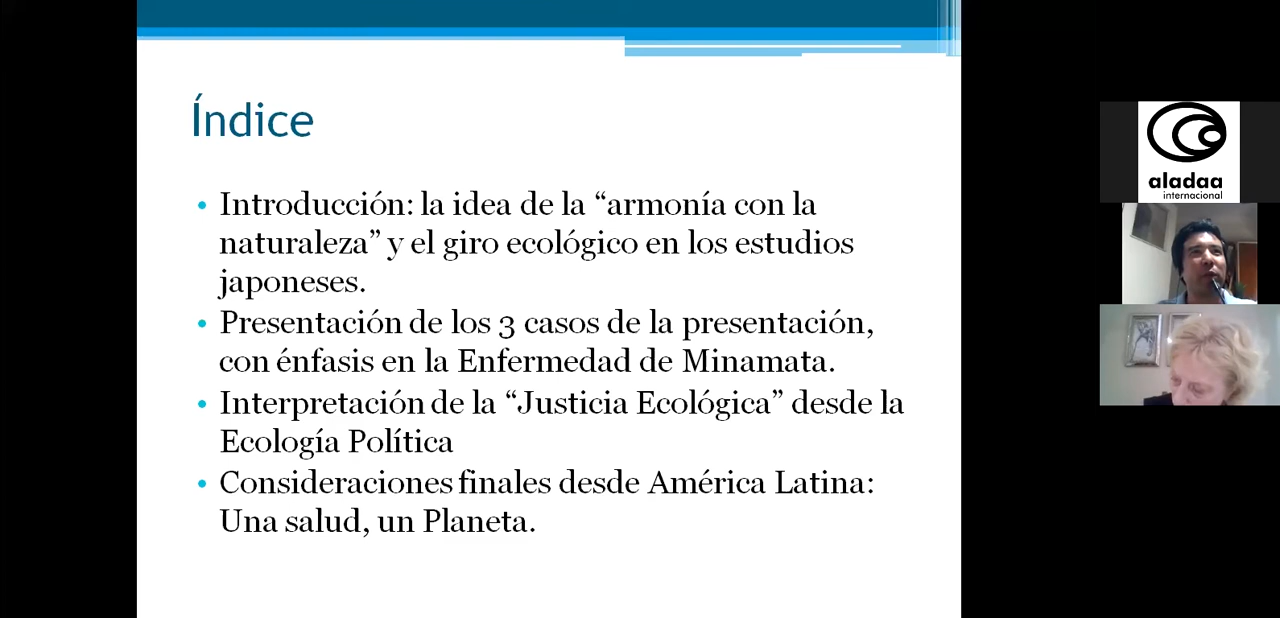 Índice
• Introducción: la idea de la “armonía con la
naturaleza” y el giro ecológico en los estudios
japoneses.
• Presentación de los 3 casos de la presentación,
con énfasis en la Enfermedad de Minamata.
• Interpretación de la “Justicia Ecológica” desde la
Ecología Política
• Consideraciones finales desde América Latina:
Una salud, un Planeta.
aladaa
internacional